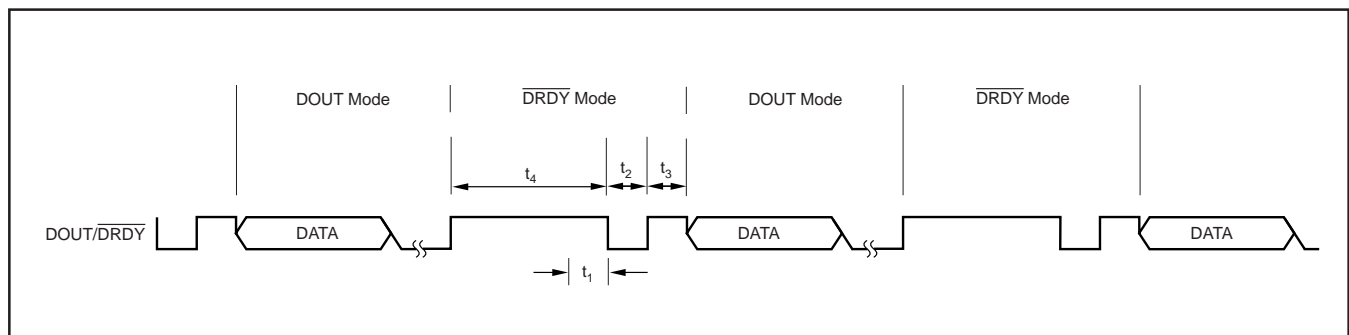 DOUT Mode DRDY Mode DOUT Mode DRDY Mode
t4 t2 t3
DOUT/DRDY DATA DATA DATA
t1